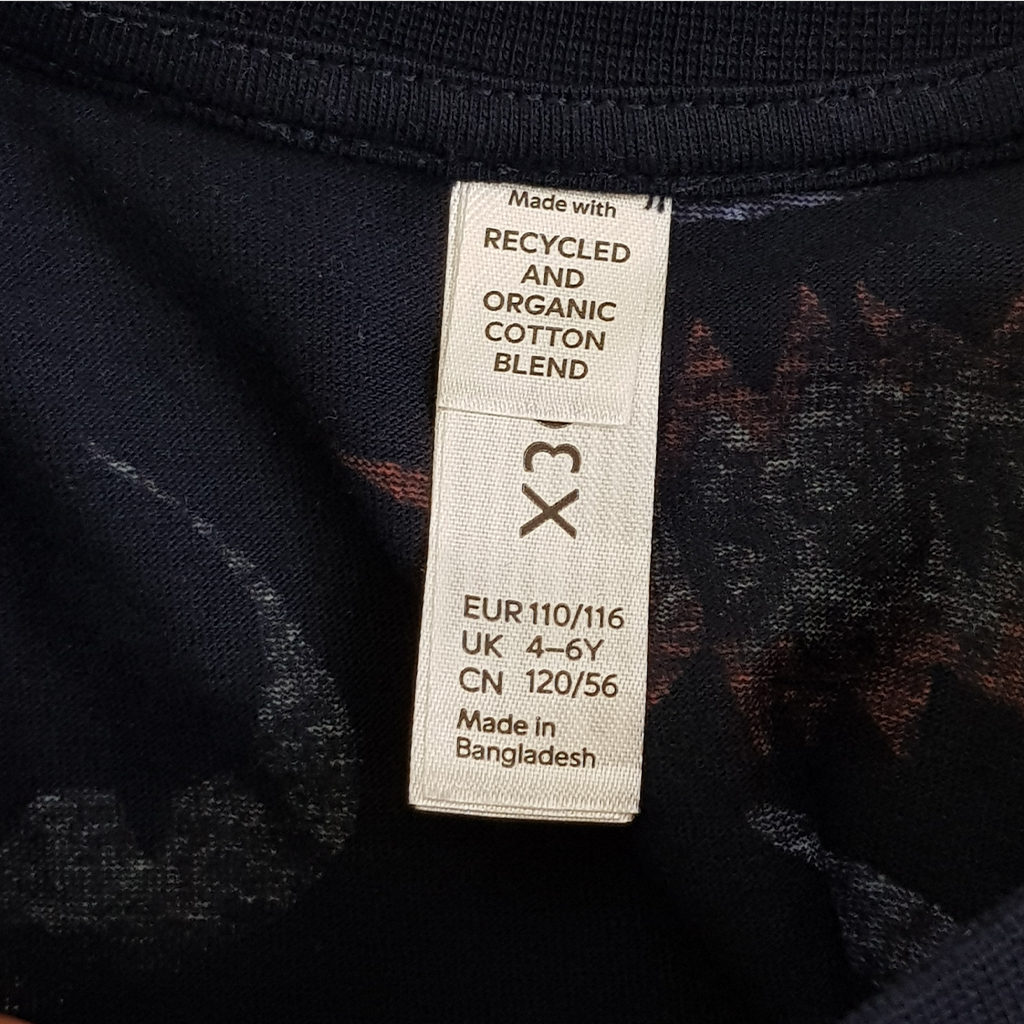 Made with
RECYCLED
AND
ORGANIC
COTTON
BLEND
EUR 110/116
UK 4–6Y
CN 120/56
Made in
Bangladesh